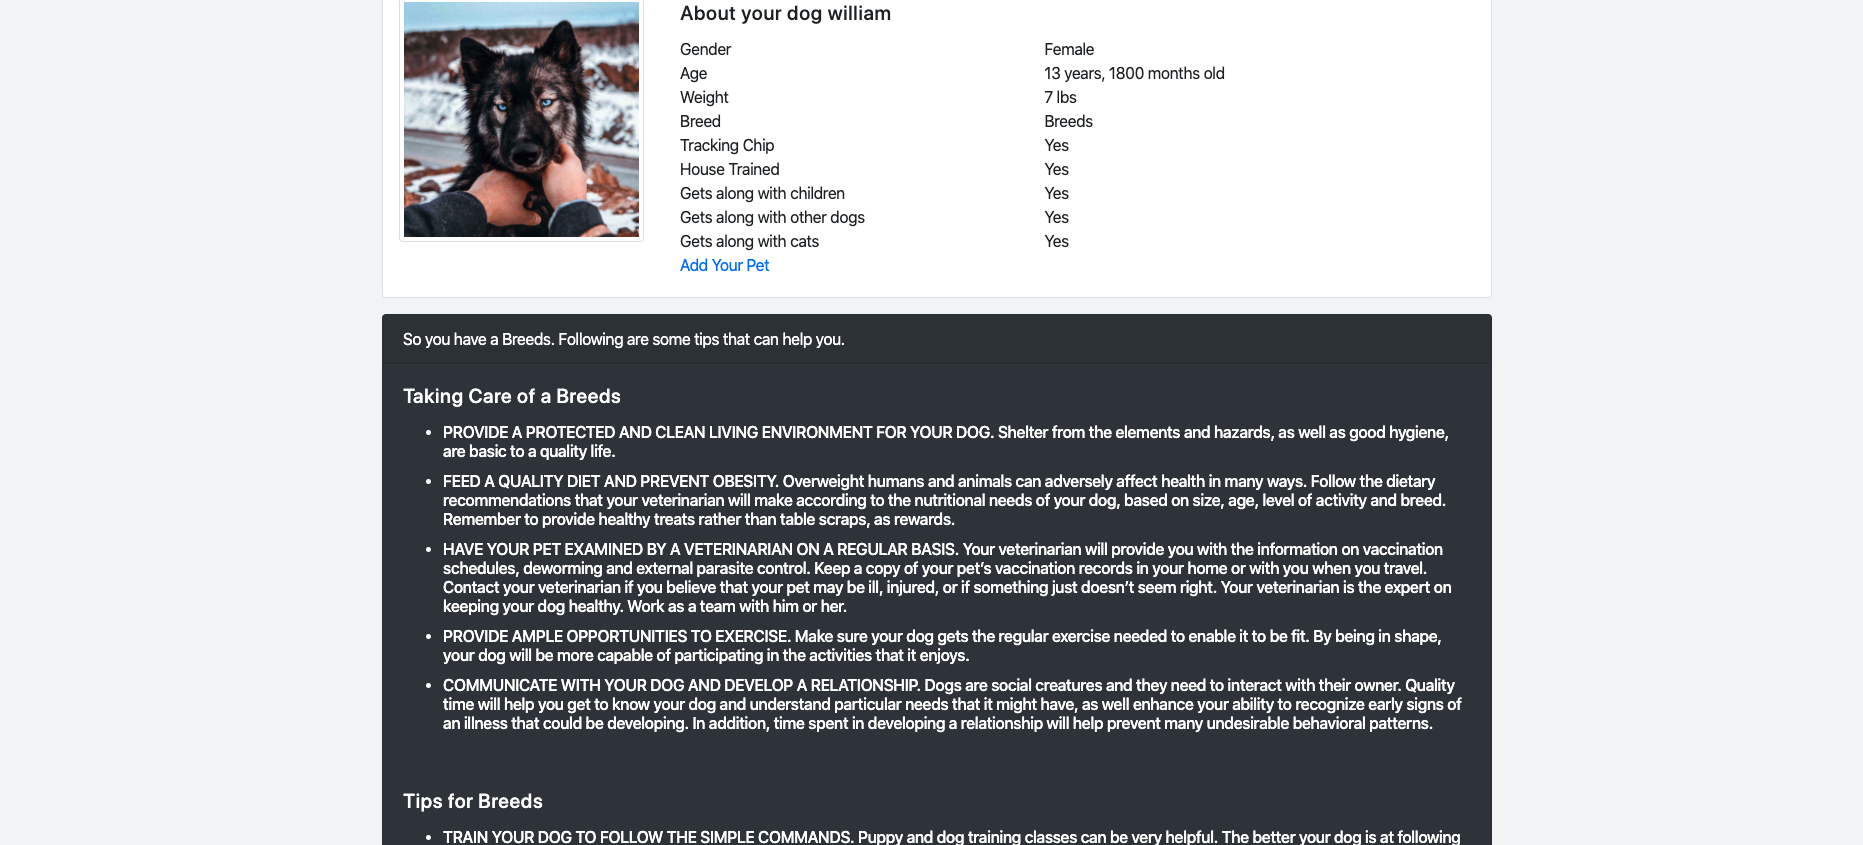 About your dog william
Gender Female
Age 13 years, 1800 months old
Weight 7 lbs
Breed Breeds
Tracking Chip Yes
House Trained Yes
Gets along with children Yes
Gets along with other dogs Yes
Gets along with cats Yes
Add Your Pet
So you have a Breeds. Following are some tips that can help you.
Taking Care of a Breeds
• PROVIDE A PROTECTED AND CLEAN LIVING ENVIRONMENT FOR YOUR DOG. Shelter from the elements and hazards, as well as good hygiene,
are basic to a quality life.
• FEED A QUALITY DIET AND PREVENT OBESITY. Overweight humans and animals can adversely affect health in many ways. Follow the dietary
recommendations that your veterinarian will make according to the nutritional needs of your dog, based on size, age, level of activity and breed.
Remember to provide healthy treats rather than table scraps, as rewards.
• HAVE YOUR PET EXAMINED BY A VETERINARIAN ON A REGULAR BASIS. Your veterinarian will provide you with the information on vaccination
schedules, deworming and external parasite control. Keep a copy of your pet’s vaccination records in your home or with you when you travel.
Contact your veterinarian if you believe that your pet may be ill, injured, or if something just doesn’t seem right. Your veterinarian is the expert on
keeping your dog healthy. Work as a team with him or her.
• PROVIDE AMPLE OPPORTUNITIES TO EXERCISE. Make sure your dog gets the regular exercise needed to enable it to be fit. By being in shape,
your dog will be more capable of participating in the activities that it enjoys.
• COMMUNICATE WITH YOUR DOG AND DEVELOP A RELATIONSHIP. Dogs are social creatures and they need to interact with their owner. Quality
time will help you get to know your dog and understand particular needs that it might have, as well enhance your ability to recognize early signs of
an illness that could be developing. In addition, time spent in developing a relationship will help prevent many undesirable behavioral patterns.
Tips for Breeds
• TRAIN YOUR DOG TO FOLLOW THE SIMPLE COMMANDS. Puppy and dog training classes can be very helpful. The better your dog is at following